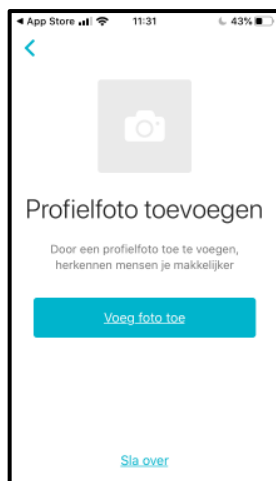 ◀ App Store 11:31 43%
Profielfoto toevoegen
Door een profielfoto toe te voegen,
herkennen mensen je makkelijker
Voeg foto toe
Sla over